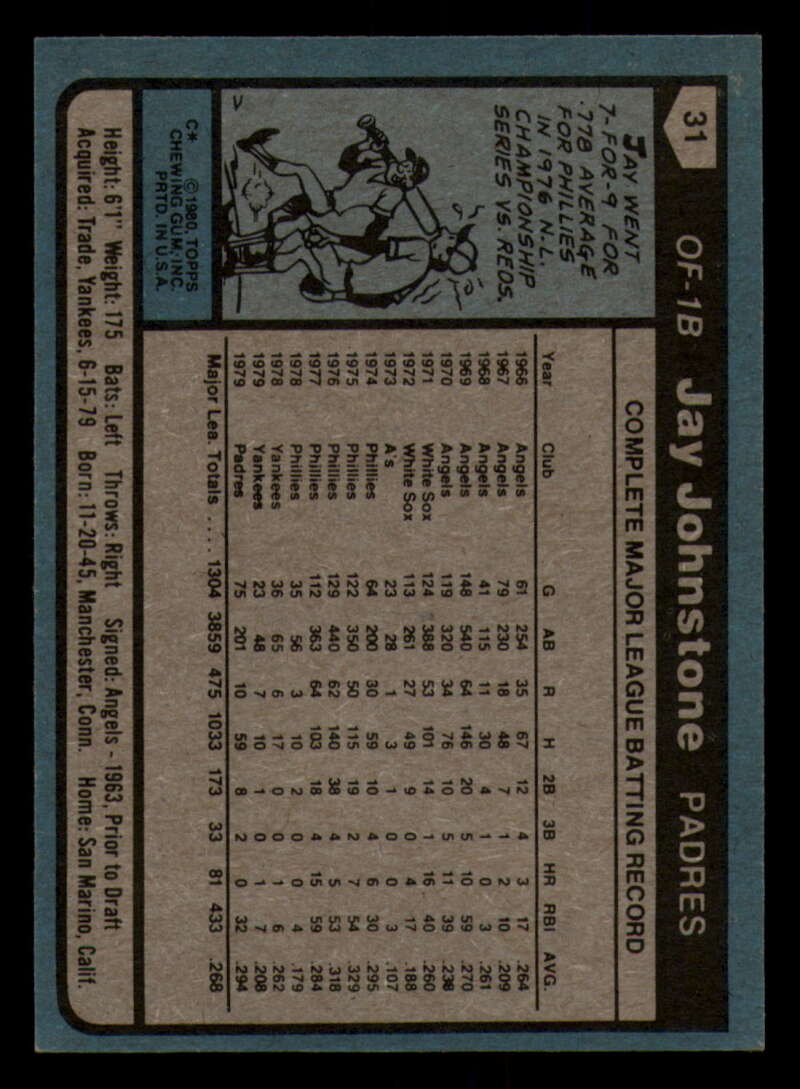 31 OF-1B Jay Johnstone PADRES
JAY WENT
7-FOR-9 FOR
.778 AVERAGE
FOR PHILLIES
IN 1976 N.L.
CHAMPIONSHIP
SERIES VS. REDS.
V
C* © 1980, TOPPS
CHEWING GUM, INC.
PRTD. IN U.S.A.
COMPLETE MAJOR LEAGUE BATTING RECORD
Year Club G AB R H 2B 3B HR RBI AVG.
1966 Angels 61 254 35 67 12 4 3 17 .264
1967 Angels 79 230 18 48 7 1 2 10 .209
1968 Angels 41 115 11 30 4 1 0 3 .261
1969 Angels 148 540 64 146 20 5 10 59 .270
1970 Angels 119 320 34 76 10 5 11 39 .238
1971 White Sox 124 388 53 101 14 1 16 40 .260
1972 White Sox 113 261 27 49 9 0 4 17 .188
1973 A's 23 28 1 3 1 0 0 3 .107
1974 Phillies 64 200 30 59 10 4 6 30 .295
1975 Phillies 122 350 50 115 19 2 7 54 .329
1976 Phillies 129 440 62 140 38 4 5 53 .318
1977 Phillies 112 363 64 103 18 4 15 59 .284
1978 Phillies 35 56 3 10 2 0 0 4 .179
1978 Yankees 36 65 6 17 0 0 1 6 .262
1979 Yankees 23 48 7 10 1 0 1 7 .208
1979 Padres 75 201 10 59 8 2 0 32 .294
Major Lea. Totals .... 1304 3859 475 1033 173 33 81 433 .268
Height: 6'1" Weight: 175 Bats: Left Throws: Right Signed: Angels - 1963, Prior to Draft
Acquired: Trade, Yankees, 6-15-79 Born: 11-20-45, Manchester, Conn. Home: San Marino, Calif.